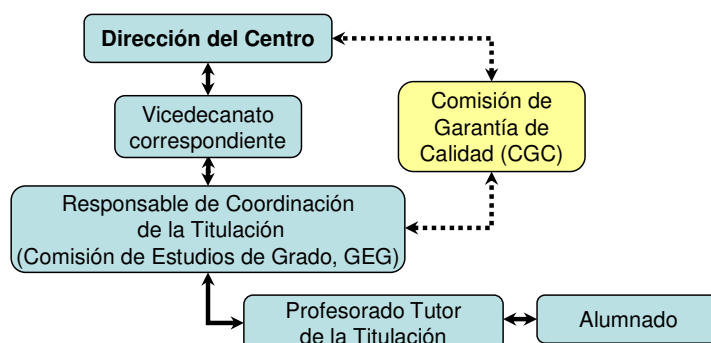 Dirección del Centro
Vicedecanato
correspondiente
Comisión de
Garantía de
Calidad (CGC)
Responsable de Coordinación
de la Titulación
(Comisión de Estudios de Grado, GEG)
Profesorado Tutor
de la Titulación
Alumnado